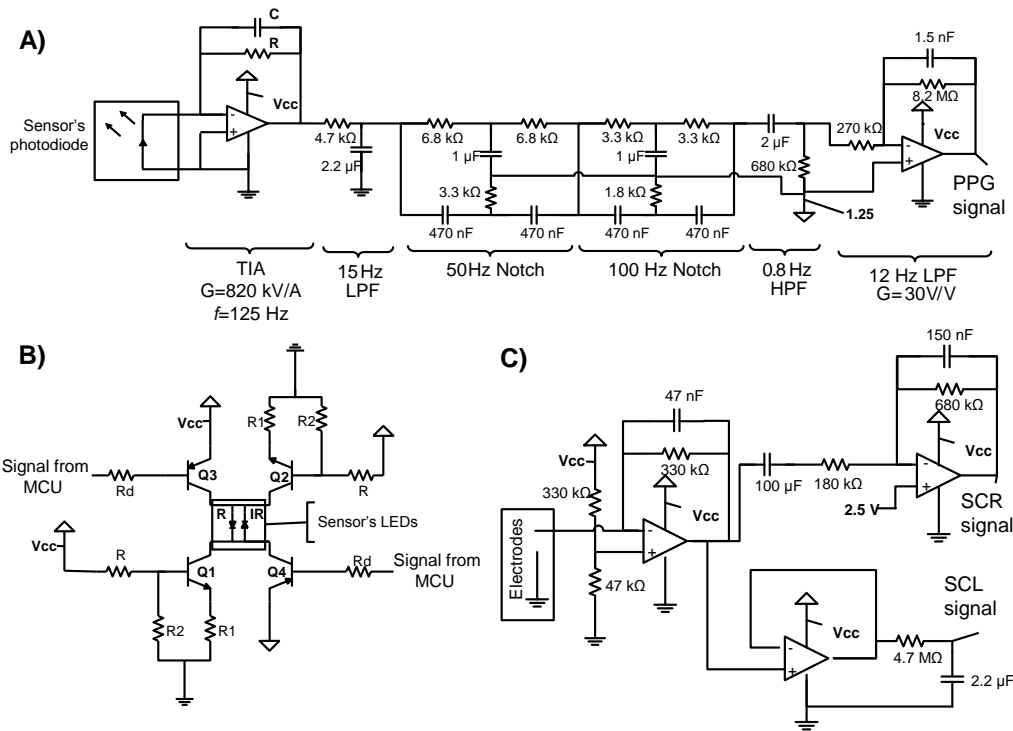 A)
C
R
Vcc
Sensor's
photodiode
4.7 kΩ
2.2 µF
6.8 kΩ
6.8 kΩ
1 µF
3.3 kΩ
470 nF
470 nF
3.3 kΩ
3.3 kΩ
1 µF
1.8 kΩ
470 nF
470 nF
2 µF
680 kΩ
1.25
270 kΩ
1.5 nF
8.2 MΩ
Vcc
PPG
signal
TIA
G=820 kV/A
f=125 Hz
15 Hz
LPF
50Hz Notch
100 Hz Notch
0.8 Hz
HPF
12 Hz LPF
G=30V/V
B)
Vcc
R1
R2
Q3
Q2
Signal from
MCU
Rd
R
R
IR
Sensor's LEDs
Vcc
R
Q1
Q4
Rd
Signal from
MCU
R2
R1
C)
47 nF
330 kΩ
Vcc
330 kΩ
Vcc
Electrodes
47 kΩ
100 µF
180 kΩ
150 nF
680 kΩ
Vcc
2.5 V
SCR
signal
Vcc
SCL
signal
4.7 MΩ
2.2 µF